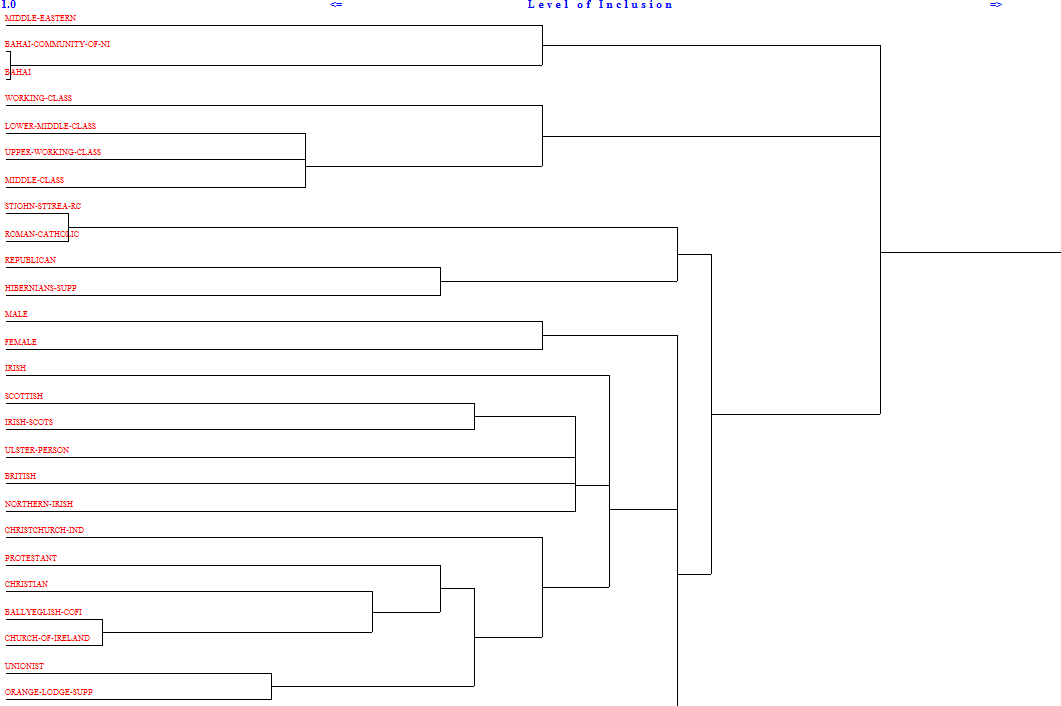 1.0 <= Level of Inclusion =>
MIDDLE-EASTERN
BAHAI-COMMUNITY-OF-NI
BAHAI
WORKING-CLASS
LOWER-MIDDLE-CLASS
UPPER-WORKING-CLASS
MIDDLE-CLASS
STJOHN-STTREA-RC
ROMAN-CATHOLIC
REPUBLICAN
HIBERNIANS-SUPP
MALE
FEMALE
IRISH
SCOTTISH
IRISH-SCOTS
ULSTER-PERSON
BRITISH
NORTHERN-IRISH
CHRISTCHURCH-IND
PROTESTANT
CHRISTIAN
BALLYEGLISH-COFI
CHURCH-OF-IRELAND
UNIONIST
ORANGE-LODGE-SUPP